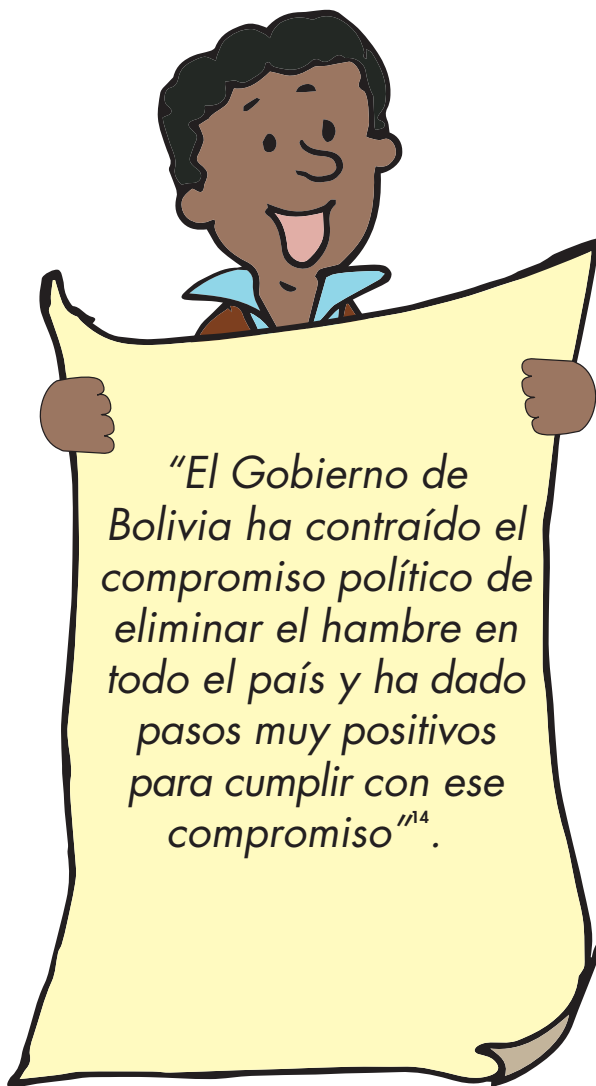 “El Gobierno de
Bolivia ha contraído el
compromiso político de
eliminar el hambre en
todo el país y ha dado
pasos muy positivos
para cumplir con ese
compromiso”14.